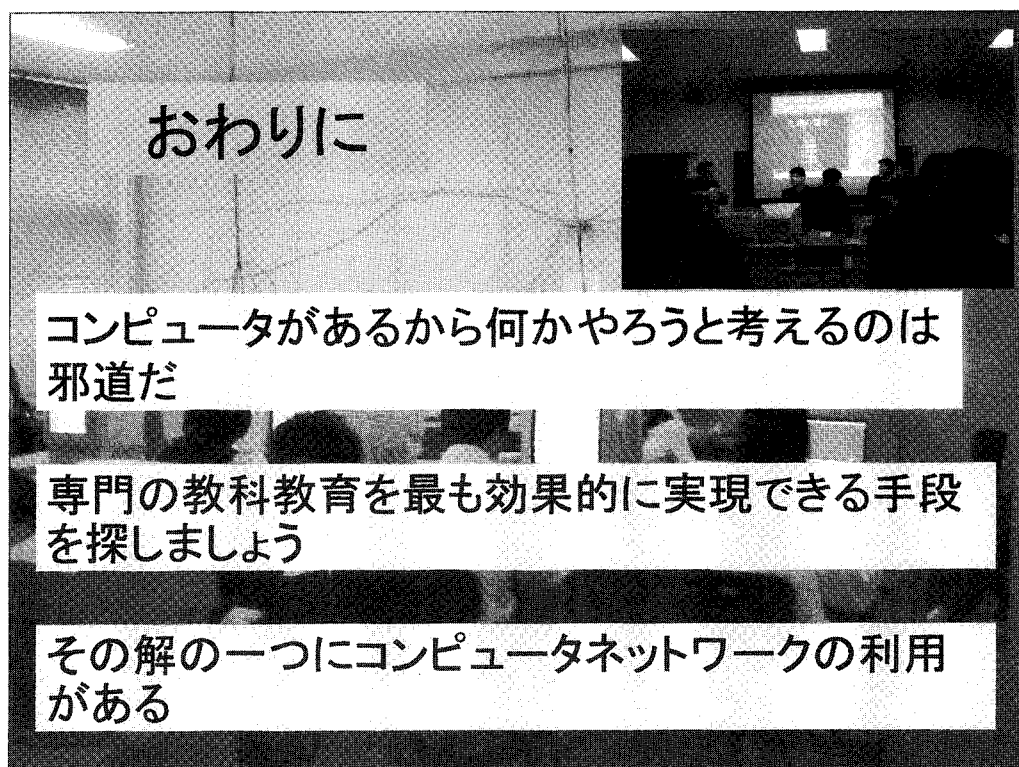 おわりに
コンピュータがあるから何かやろうと考えるのは
邪道だ
専門の教科教育を最も効果的に実現できる手段
を探しましょう
その解の一つにコンピュータネットワークの利用
がある